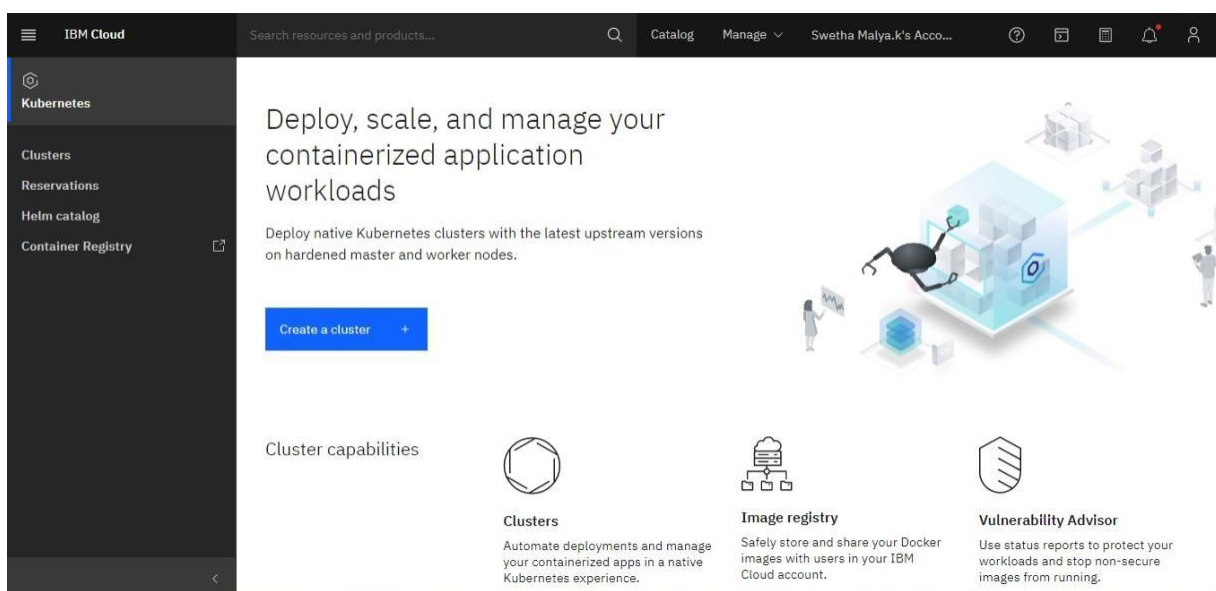 IBM Cloud
Search resources and products...
Catalog
Manage
Swetha Malya.k's Acco...
Kubernetes
Clusters
Reservations
Helm catalog
Container Registry
Deploy, scale, and manage your
containerized application
workloads
Deploy native Kubernetes clusters with the latest upstream versions
on hardened master and worker nodes.
Create a cluster +
Cluster capabilities
Clusters
Automate deployments and manage
your containerized apps in a native
Kubernetes experience.
Image registry
Safely store and share your Docker
images with users in your IBM
Cloud account.
Vulnerability Advisor
Use status reports to protect your
workloads and stop non-secure
images from running.